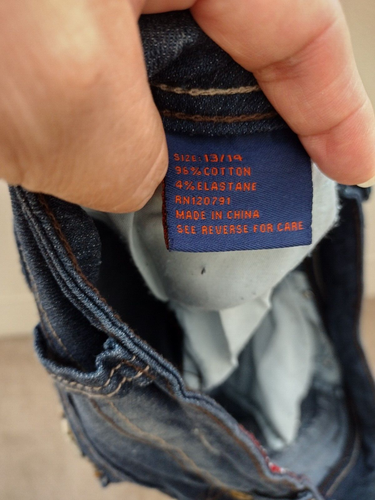 SIZE: 13/14
96% COTTON
4% ELASTANE
RN120791
MADE IN CHINA
SEE REVERSE FOR CARE